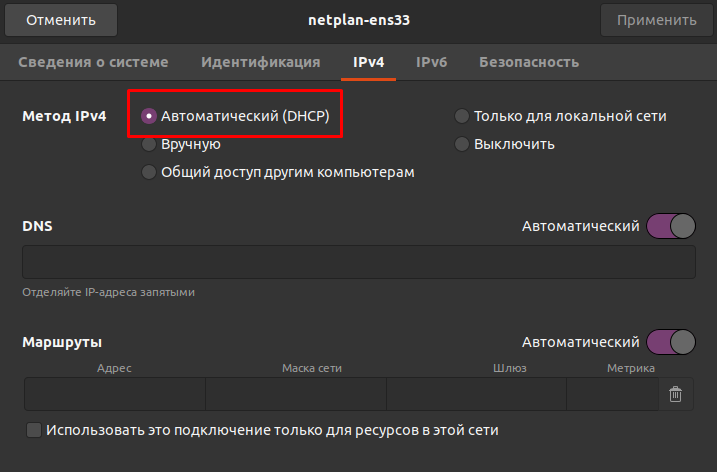 Отменить netplan-ens33 Применить
Сведения о системе Идентификация IPv4 IPv6 Безопасность
Метод IPv4 Автоматический (DHCP) Только для локальной сети
Вручную Выключить
Общий доступ другим компьютерам
DNS Автоматический
Отделяйте IP-адреса запятыми
Маршруты Автоматический
Адрес Маска сети Шлюз Метрика
Использовать это подключение только для ресурсов в этой сети